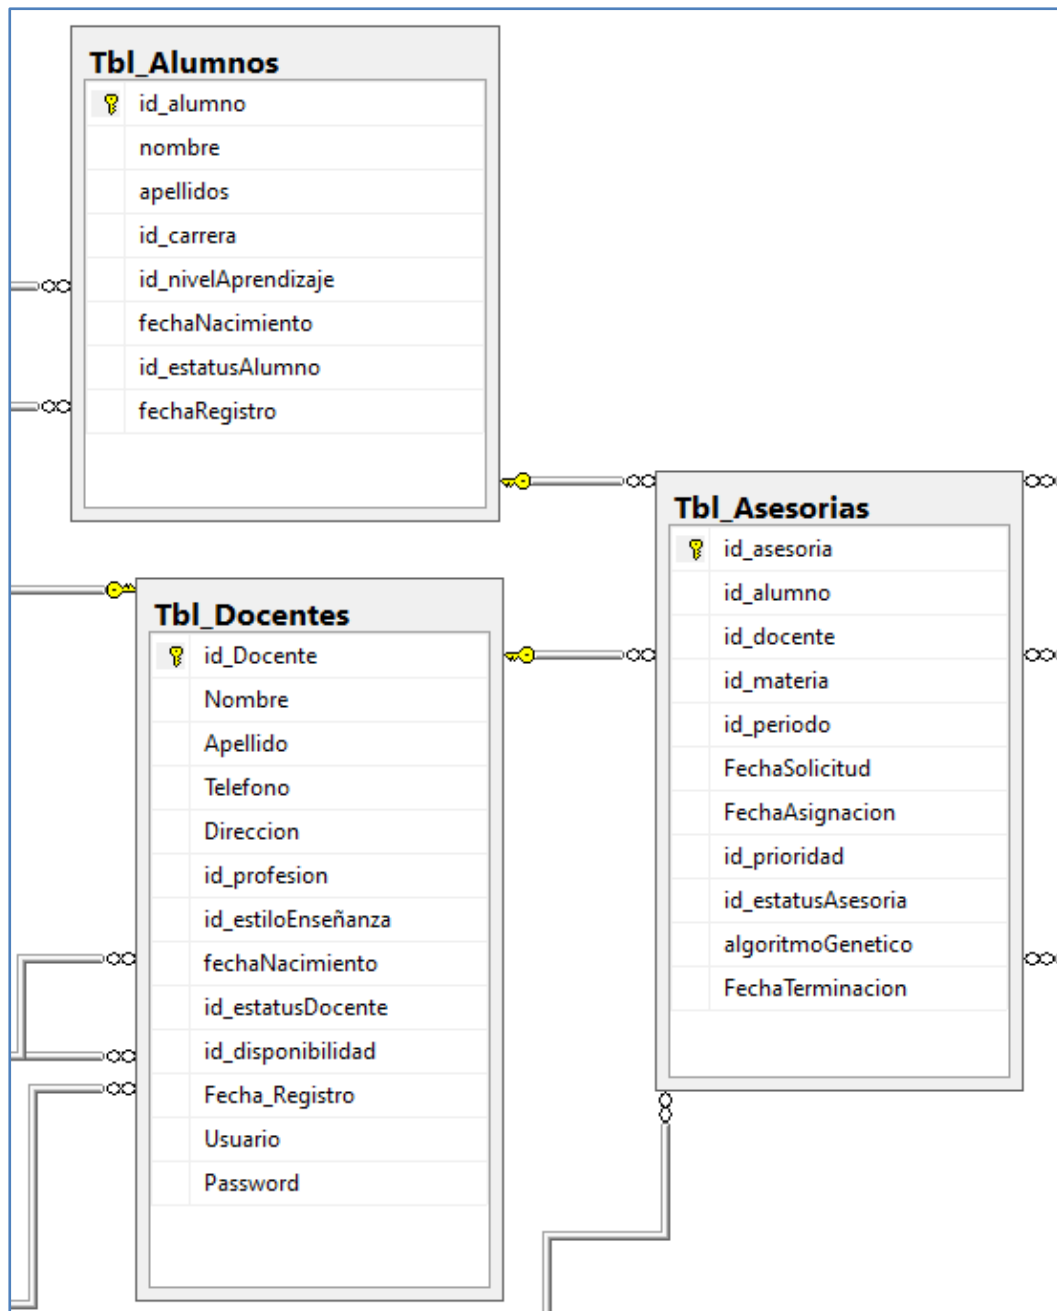 Tbl_Alumnos
id_alumno
nombre
apellidos
id_carrera
id_nivelAprendizaje
fechaNacimiento
id_estatusAlumno
fechaRegistro
Tbl_Docentes
id_Docente
Nombre
Apellido
Telefono
Direccion
id_profesion
id_estiloEnseñanza
fechaNacimiento
id_estatusDocente
id_disponibilidad
Fecha_Registro
Usuario
Password
Tbl_Asesorias
id_asesoria
id_alumno
id_docente
id_materia
id_periodo
FechaSolicitud
FechaAsignacion
id_prioridad
id_estatusAsesoria
algoritmoGenetico
FechaTerminacion